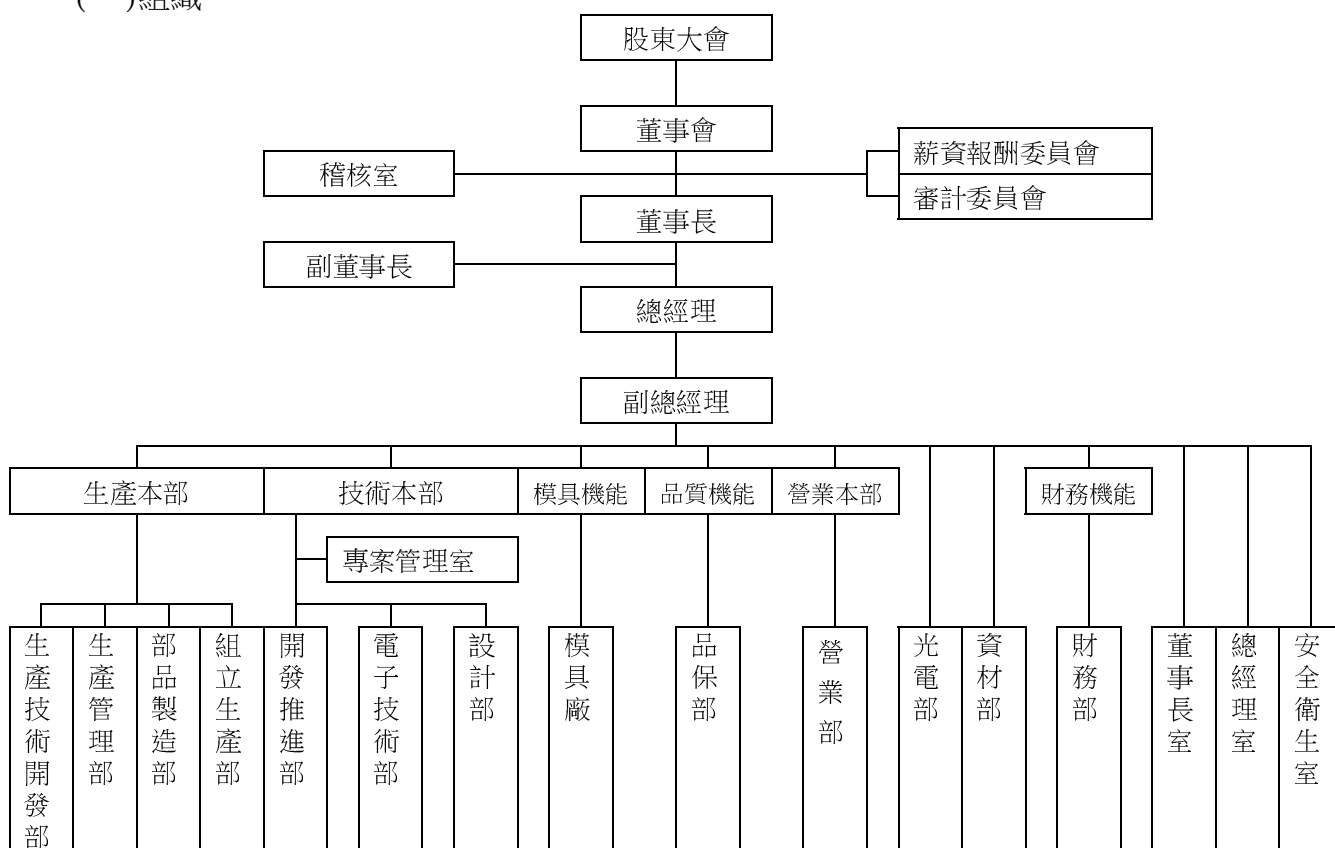 組織
股東大會
董事會
薪資報酬委員會
稽核室
審計委員會
董事長
副董事長
總經理
副總經理
生產本部
技術本部
模具機能
品質機能
營業本部
財務機能
專案管理室
生產技術開發部
生產管理部
部品製造部
組立生產部
開發推進部
電子技術部
設計部
模具廠
品保部
營業部
光電部
資材部
財務部
董事長室
總經理室
安全衛生室